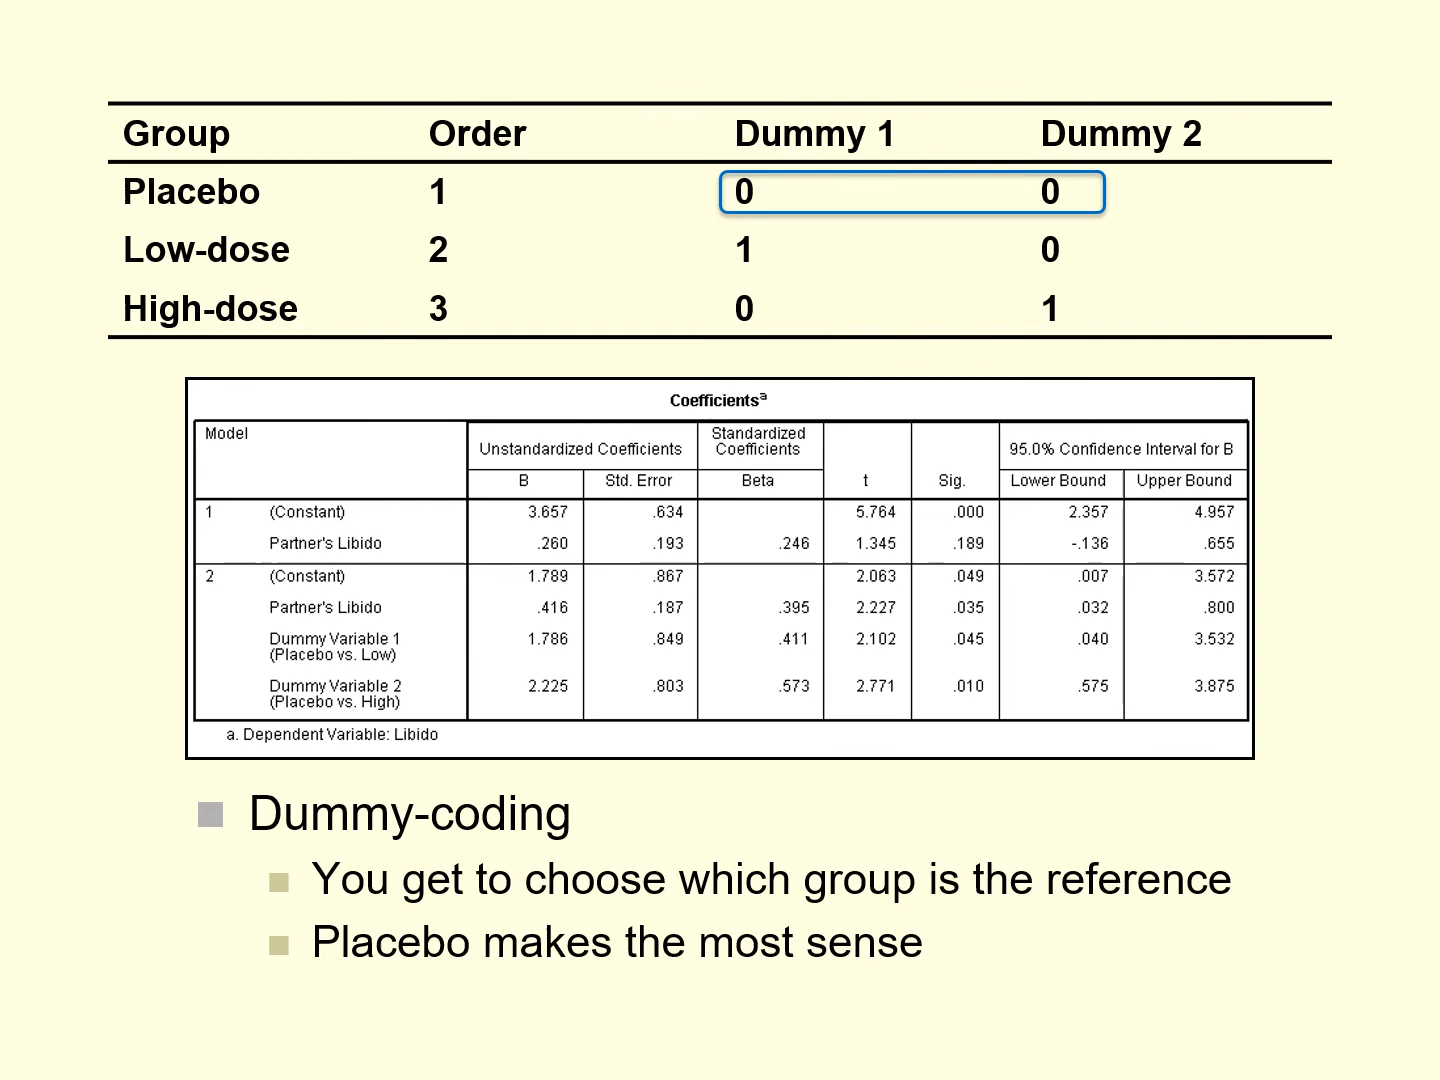 Group Order Dummy 1 Dummy 2
Placebo 1 0 0
Low-dose 2 1 0
High-dose 3 0 1
Coefficientsa
Model Unstandardized Coefficients Standardized Coefficients t Sig. 95.0% Confidence Interval for B
B Std. Error Beta Lower Bound Upper Bound
1 (Constant) 3.657 .634 5.764 .000 2.357 4.957
Partner's Libido .260 .193 .246 1.345 .189 -.136 .655
2 (Constant) 1.789 .867 2.063 .049 .007 3.572
Partner's Libido .416 .187 .395 2.227 .035 .032 .800
Dummy Variable 1 1.786 .849 .411 2.102 .045 .040 3.532
(Placebo vs. Low)
Dummy Variable 2 2.225 .803 .573 2.771 .010 .575 3.875
(Placebo vs. High)
a. Dependent Variable: Libido
Dummy-coding
You get to choose which group is the reference
Placebo makes the most sense